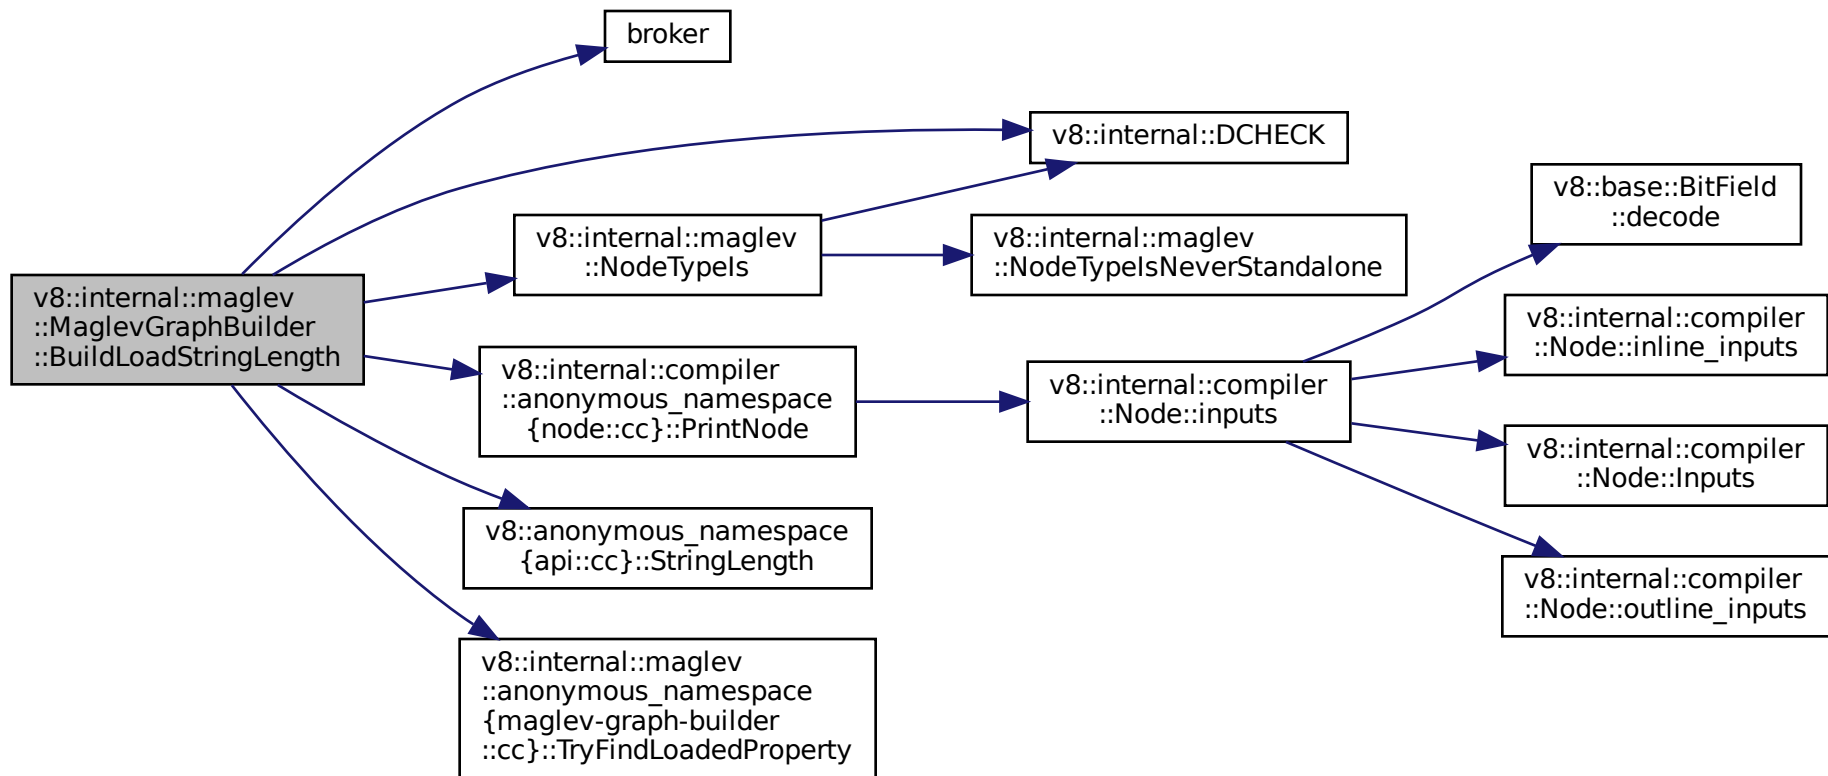 broker
v8::internal::DCHECK
v8::base::BitField
::decode
v8::internal::maglev
::NodeTypeIs
v8::internal::maglev
::NodeTypeIsNeverStandalone
v8::internal::maglev
::MaglevGraphBuilder
::BuildLoadStringLength
v8::internal::compiler
::Node::inline_inputs
v8::internal::compiler
::anonymous_namespace
{node::cc}::PrintNode
v8::internal::compiler
::Node::inputs
v8::internal::compiler
::Node::Inputs
v8::anonymous_namespace
{api::cc}::StringLength
v8::internal::compiler
::Node::outline_inputs
v8::internal::maglev
::anonymous_namespace
{maglev-graph-builder
::cc}::TryFindLoadedProperty